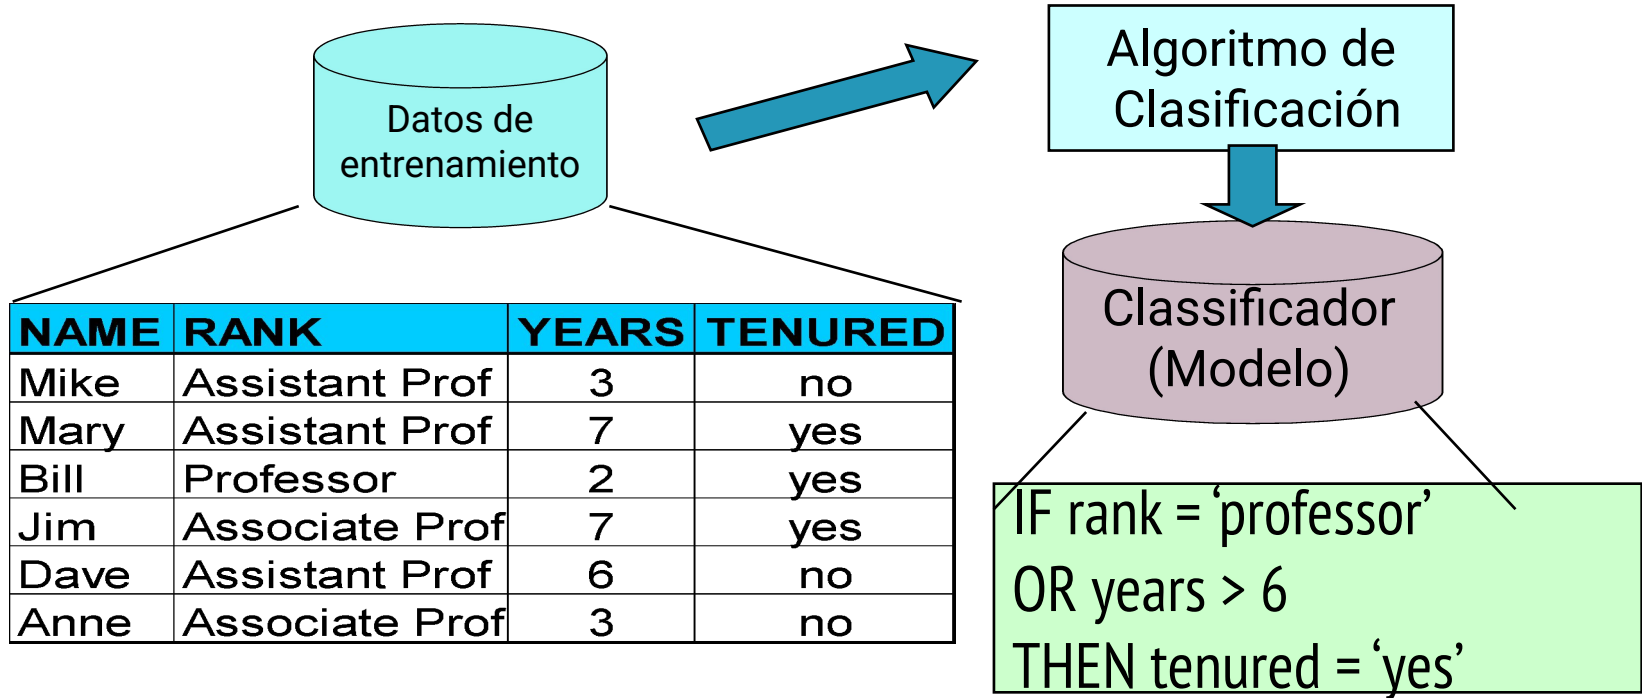 Datos de
entrenamiento
Algoritmo de
Clasificación
Classificador
(Modelo)
NAME RANK YEARS TENURED
Mike Assistant Prof 3 no
Mary Assistant Prof 7 yes
Bill Professor 2 yes
Jim Associate Prof 7 yes
Dave Assistant Prof 6 no
Anne Associate Prof 3 no
IF rank = ‘professor’
OR years > 6
THEN tenured = ‘yes’